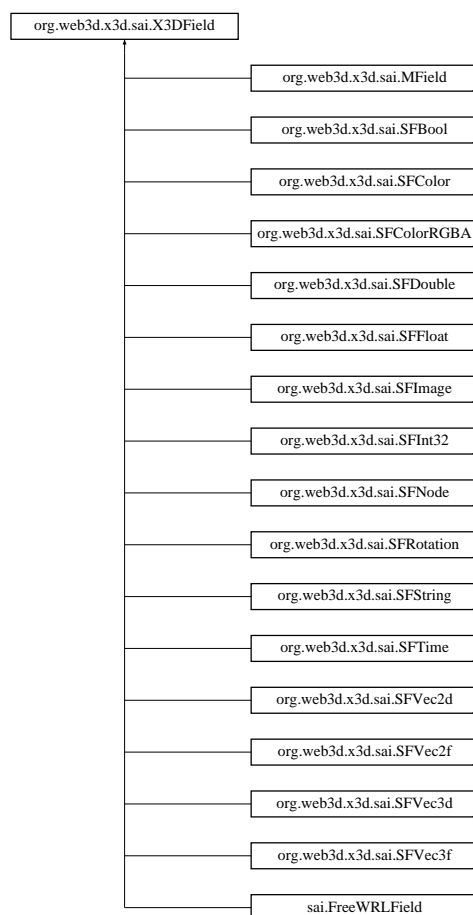 org.web3d.x3d.sai.X3DField
org.web3d.x3d.sai.MField
org.web3d.x3d.sai.SFBool
org.web3d.x3d.sai.SFColor
org.web3d.x3d.sai.SFColorRGBA
org.web3d.x3d.sai.SFDouble
org.web3d.x3d.sai.SFFloat
org.web3d.x3d.sai.SFImage
org.web3d.x3d.sai.SFInt32
org.web3d.x3d.sai.SFNode
org.web3d.x3d.sai.SFRotation
org.web3d.x3d.sai.SFString
org.web3d.x3d.sai.SFTime
org.web3d.x3d.sai.SFVec2d
org.web3d.x3d.sai.SFVec2f
org.web3d.x3d.sai.SFVec3d
org.web3d.x3d.sai.SFVec3f
sai.FreeWRLField